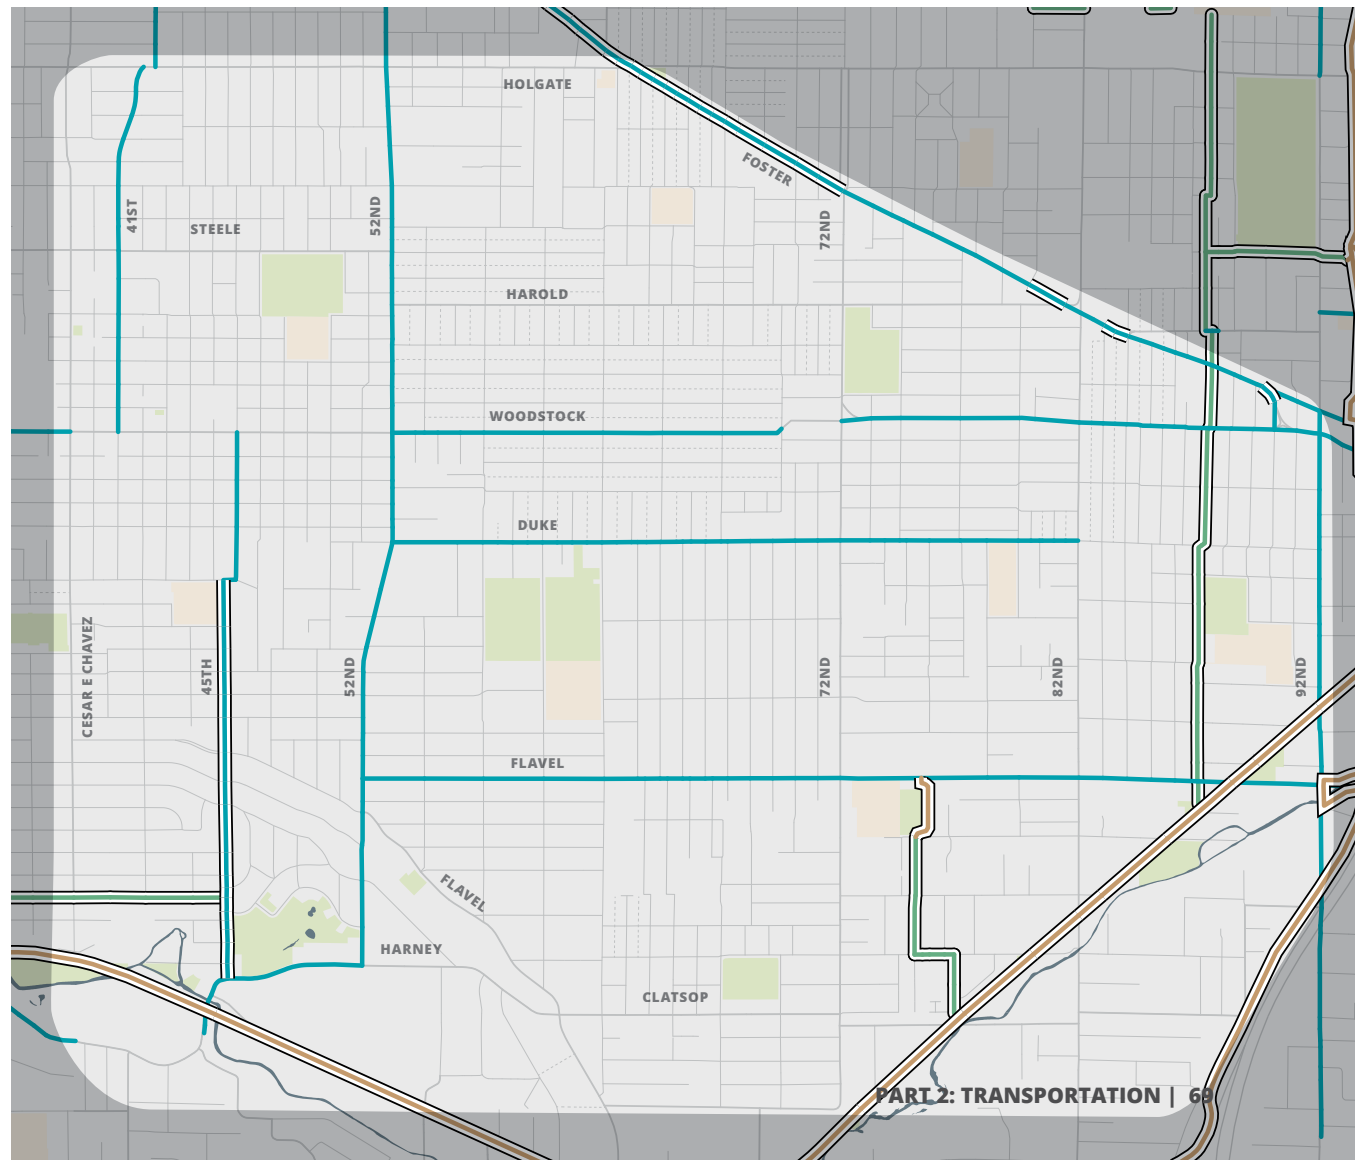 HOLGATE
FOSTER
41ST
52ND
72ND
STEELE
HAROLD
WOODSTOCK
DUKE
CESAR E CHAVEZ
45TH
52ND
72ND
82ND
92ND
FLAVEL
FLAVEL
HARNEY
CLATSOP
PART 2: TRANSPORTATION | 69